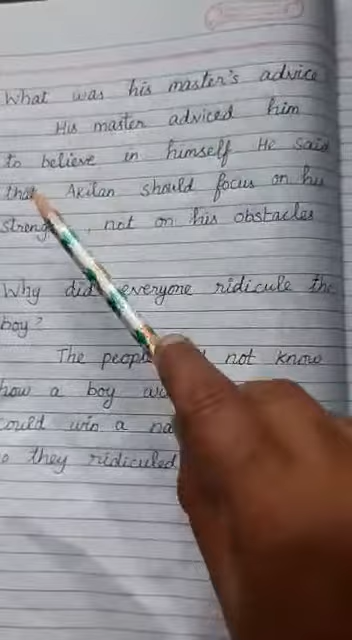 What was his master's advice
His master adviced him
to believe in himself He said
that Akilan should focus on his
not on his obstacles
Why did everyone ridicule the
boy?
The people not know
how a boy
could win a
so they ridiculed